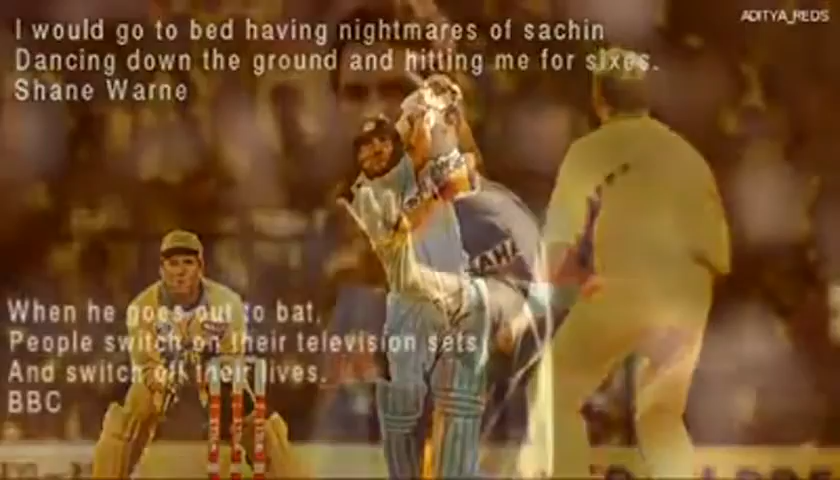 ADITYA_REDS
I would go to bed having nightmares of sachin
Dancing down the ground and hitting me for sixes.
Shane Warne
AHA
When he goes out to bat,
People switch on their television sets
And switch off their lives.
BBC